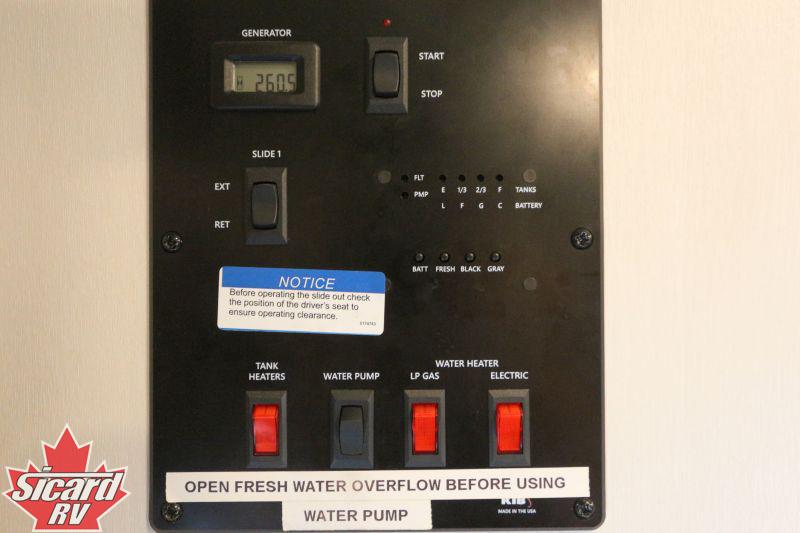 GENERATOR
260.5
START
STOP
SLIDE 1
EXT
RET
FLT
E 1/3 2/3 F TANKS
PMP
L F G C BATTERY
BATT FRESH BLACK GRAY
NOTICE
Before operating the slide out check
the position of the driver's seat to
ensure operating clearance.
WATER HEATER
TANK
HEATERS
WATER PUMP
LP GAS
ELECTRIC
OPEN FRESH WATER OVERFLOW BEFORE USING
WATER PUMP
KIB
MADE IN THE USA
Sicard
RV